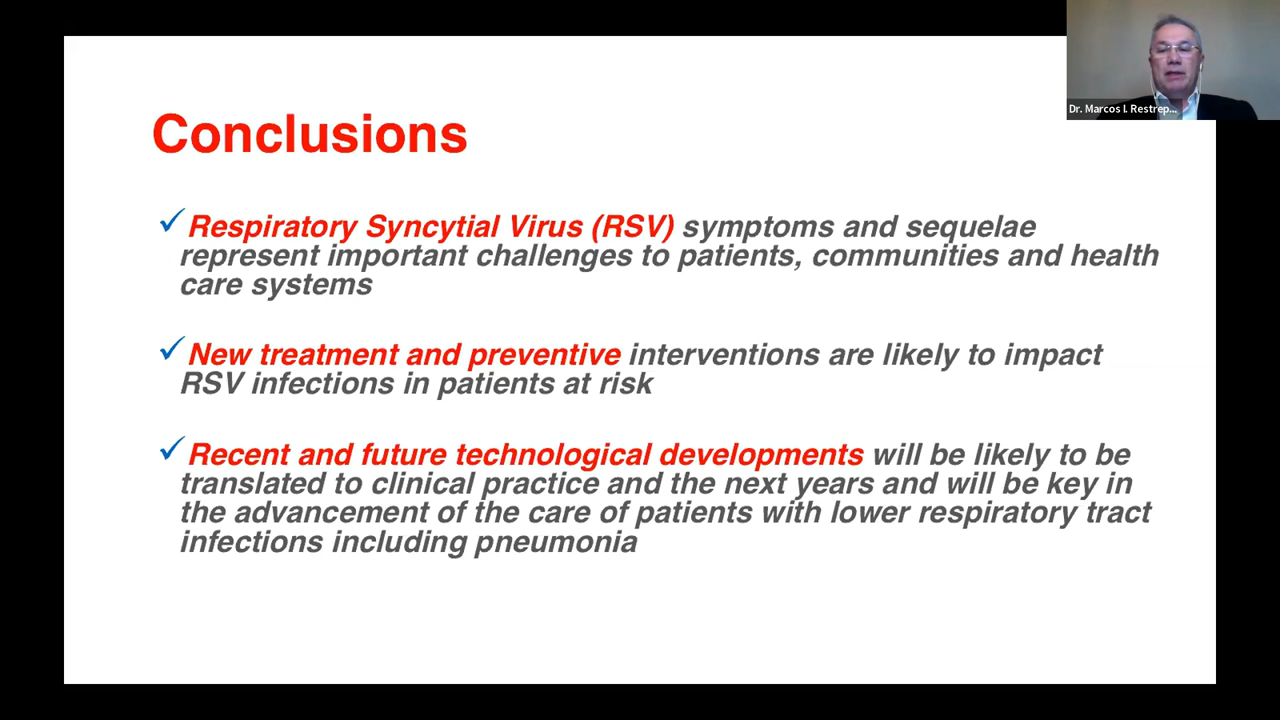 Conclusions
✓Respiratory Syncytial Virus (RSV) symptoms and sequelae
represent important challenges to patients, communities and health
care systems
✓New treatment and preventive interventions are likely to impact
RSV infections in patients at risk
✓Recent and future technological developments will be likely to be
translated to clinical practice and the next years and will be key in
the advancement of the care of patients with lower respiratory tract
infections including pneumonia
Dr. Marcos I. Restrep...